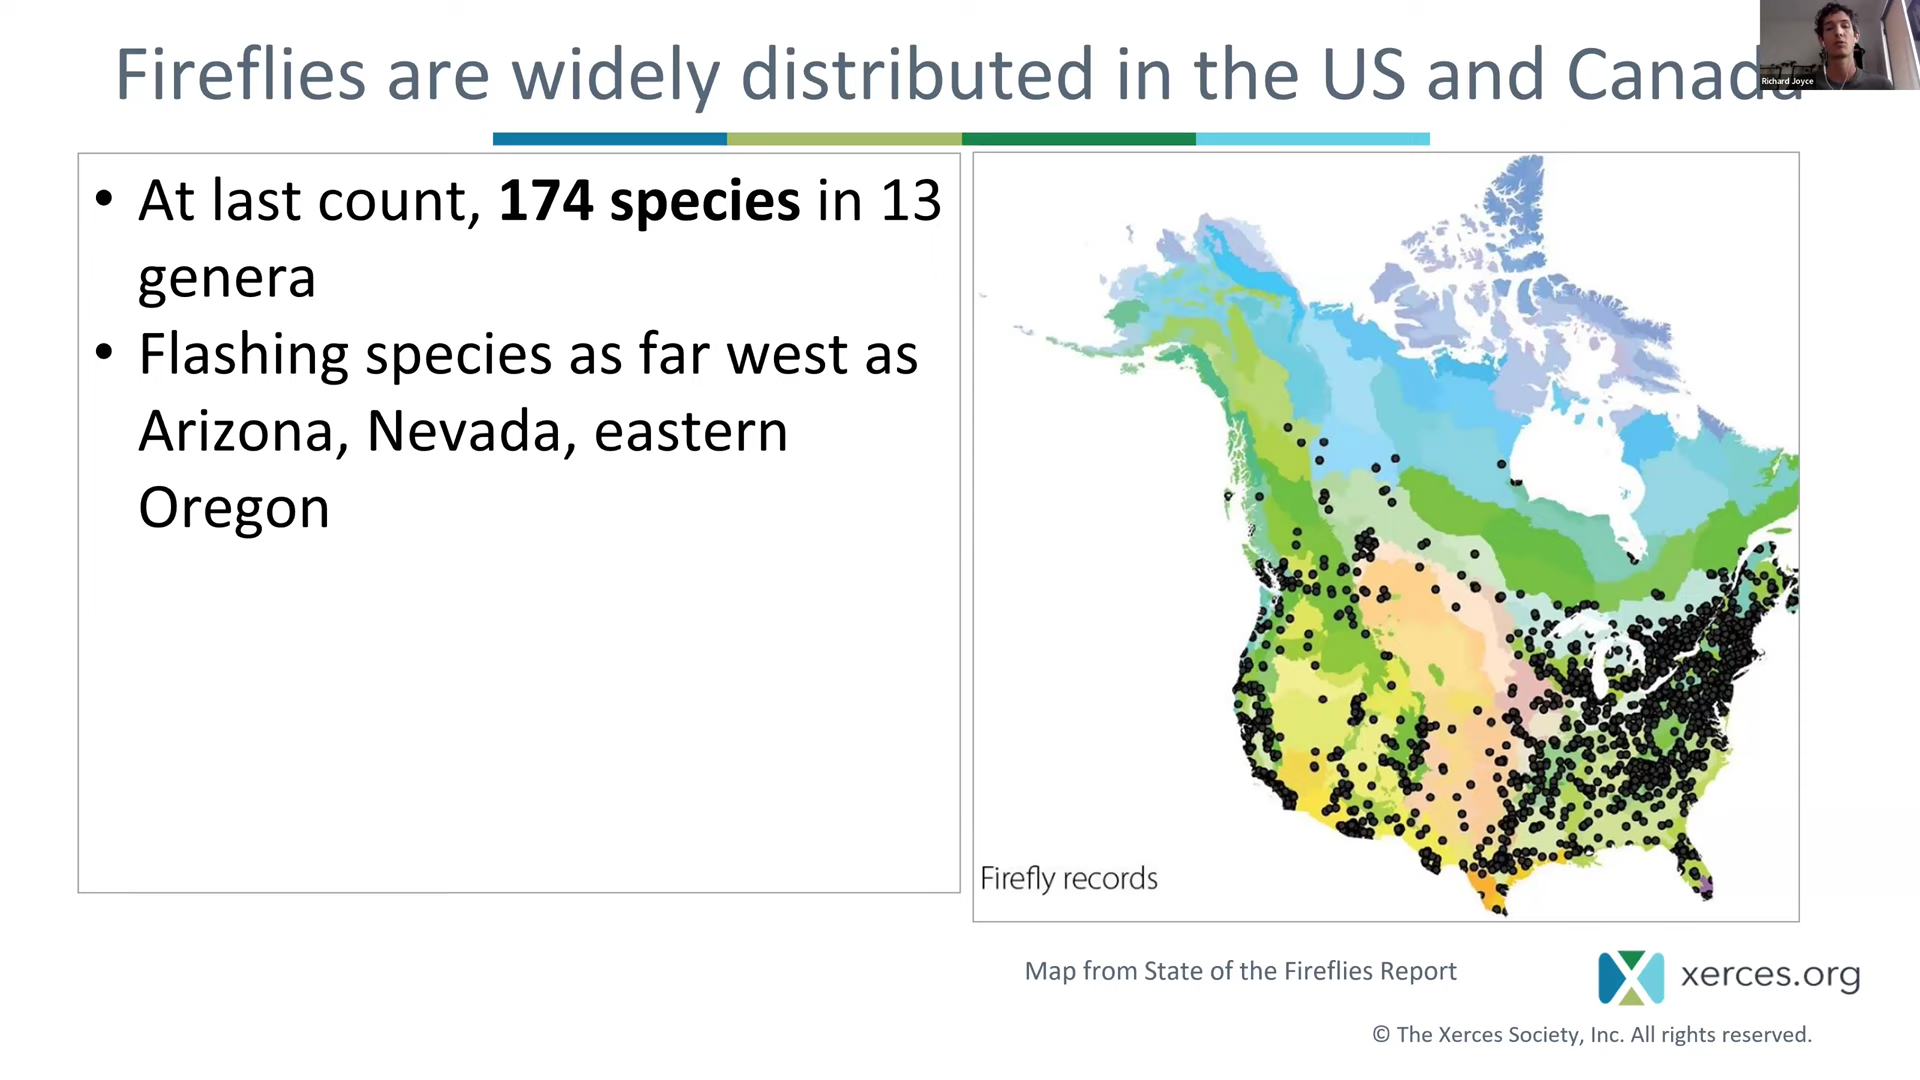 Fireflies are widely distributed in the US and Canada
Richard Joyce
• At last count, 174 species in 13
genera
• Flashing species as far west as
Arizona, Nevada, eastern
Oregon
Firefly records
Map from State of the Fireflies Report
xerces.org
© The Xerces Society, Inc. All rights reserved.